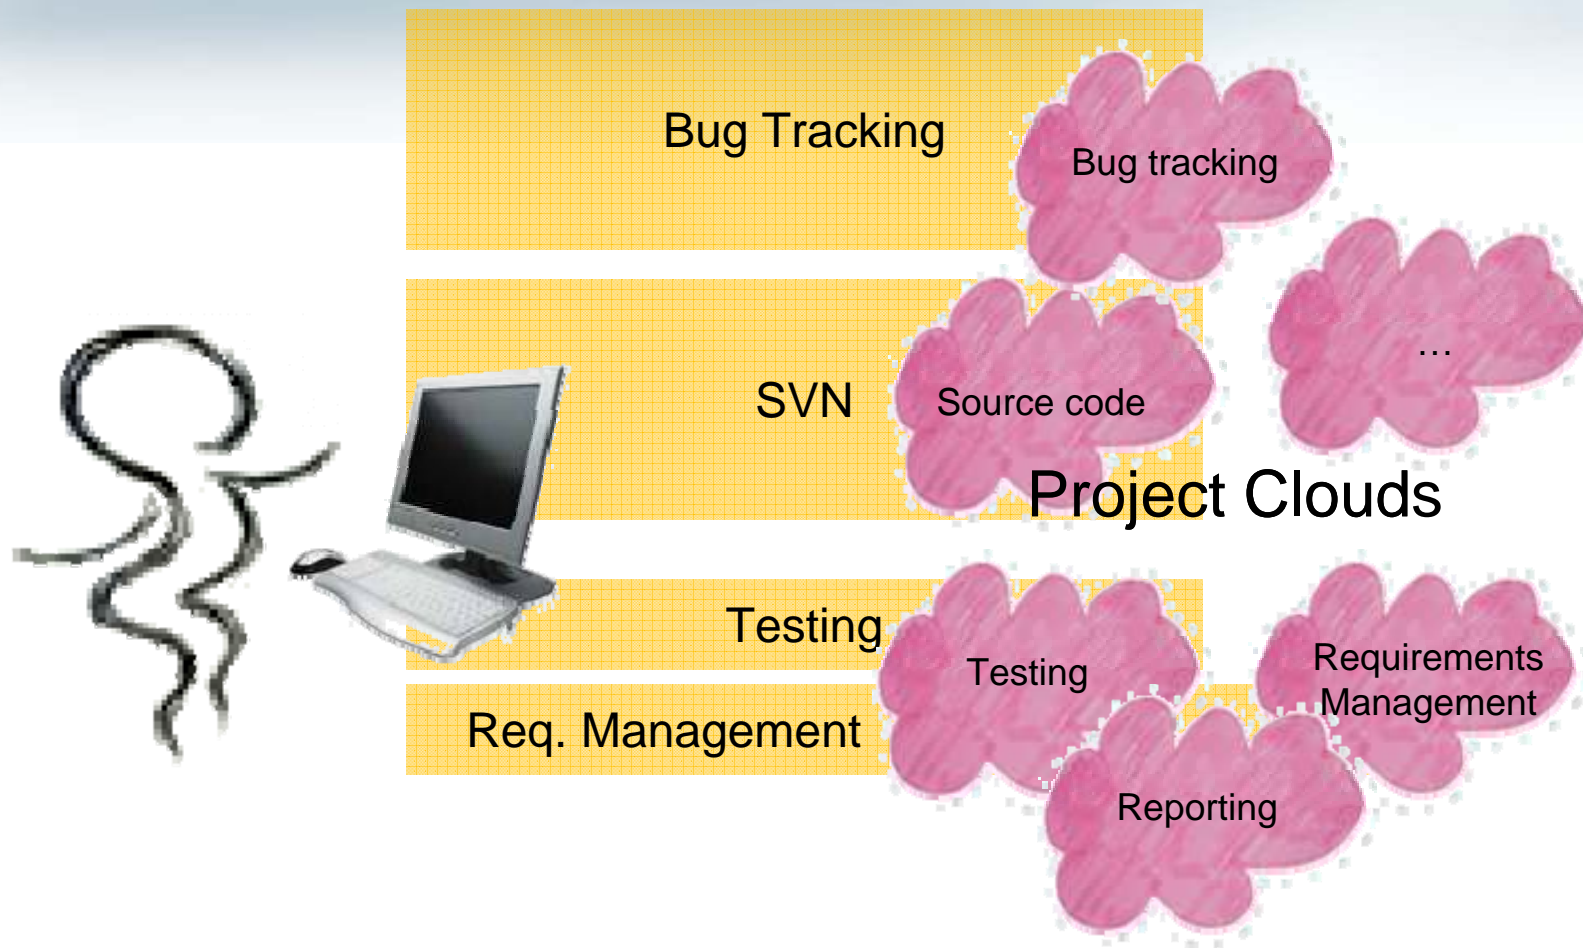 Bug Tracking
Bug tracking
…
SVN
Source code
Project Clouds
Testing
Testing
Requirements
Management
Req. Management
Reporting